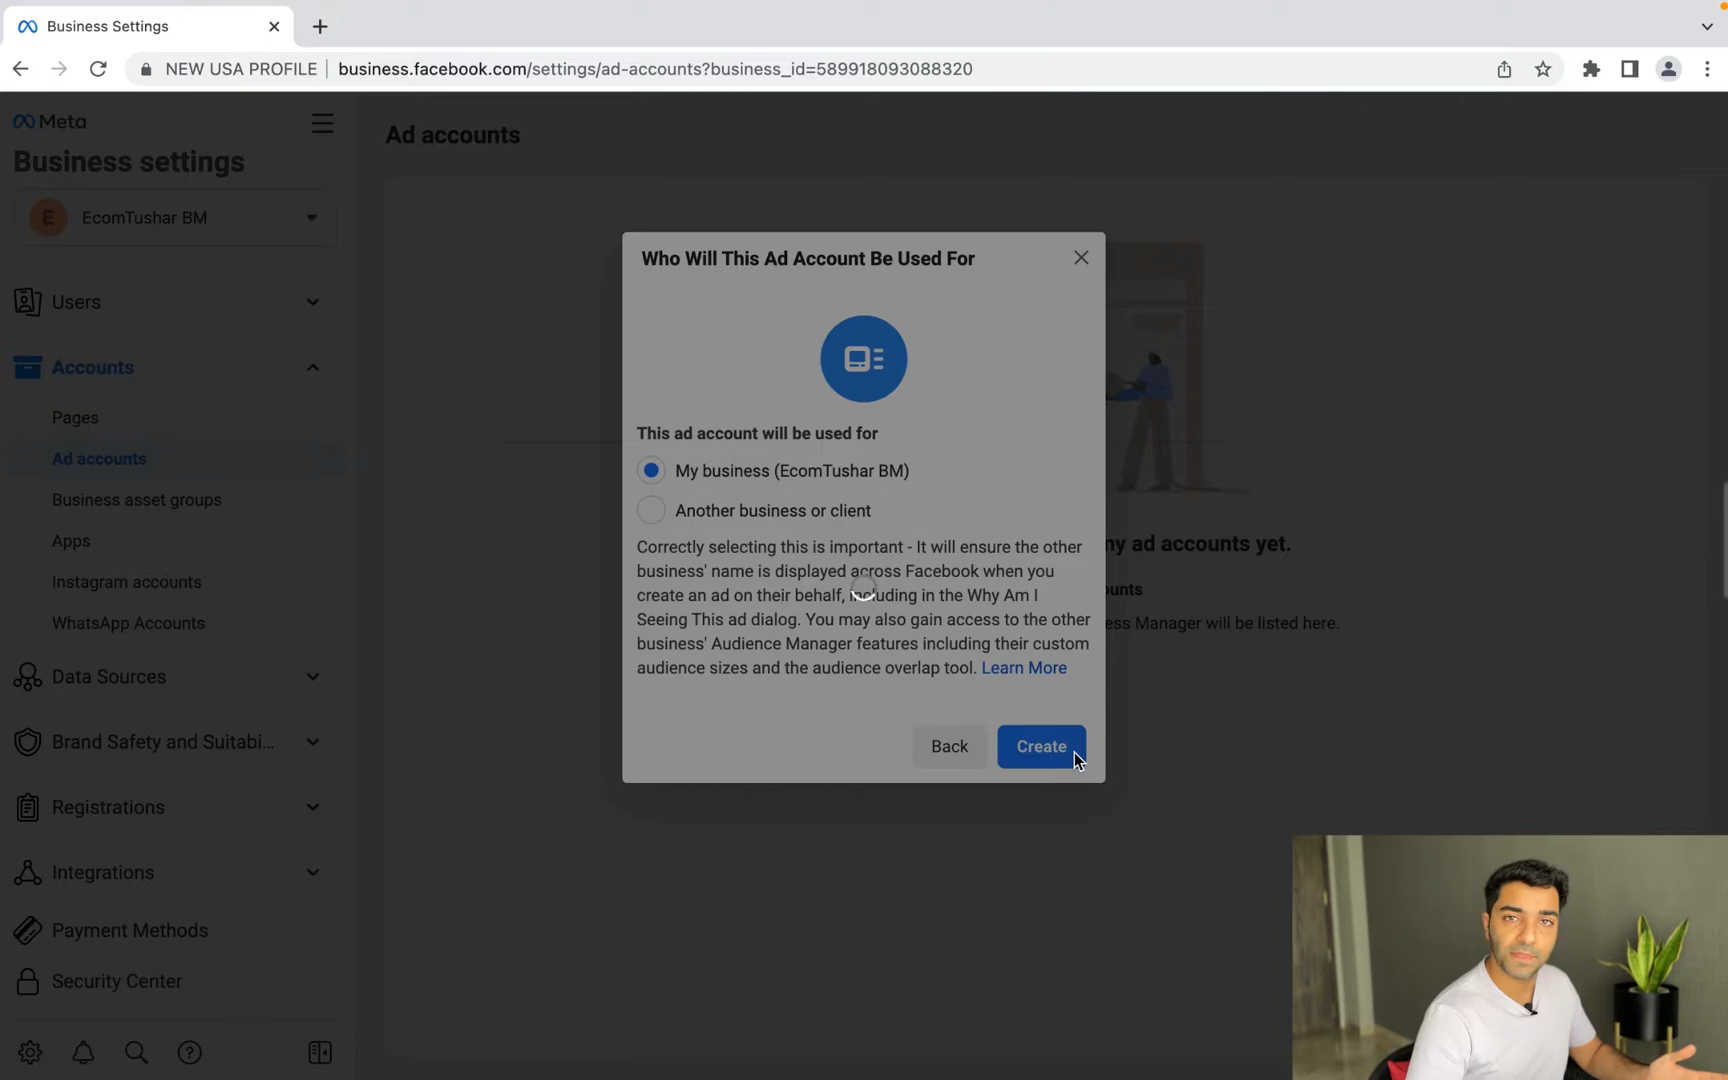 Business Settings
NEW USA PROFILE
business.facebook.com/settings/ad-accounts?business_id=589918093088320
Meta
Business settings
E
EcomTushar BM
Users
Accounts
Pages
Ad accounts
Business asset groups
Apps
Instagram accounts
WhatsApp Accounts
Data Sources
Brand Safety and Suitabi...
Registrations
Integrations
Payment Methods
Security Center
Ad accounts
Who Will This Ad Account Be Used For
This ad account will be used for
My business (EcomTushar BM)
Another business or client
Correctly selecting this is important - It will ensure the other
business' name is displayed across Facebook when you
create an ad on their behalf, including in the Why Am I
Seeing This ad dialog. You may also gain access to the other
business' Audience Manager features including their custom
audience sizes and the audience overlap tool. Learn More
Back
Create
ny ad accounts yet.
ounts
ess Manager will be listed here.